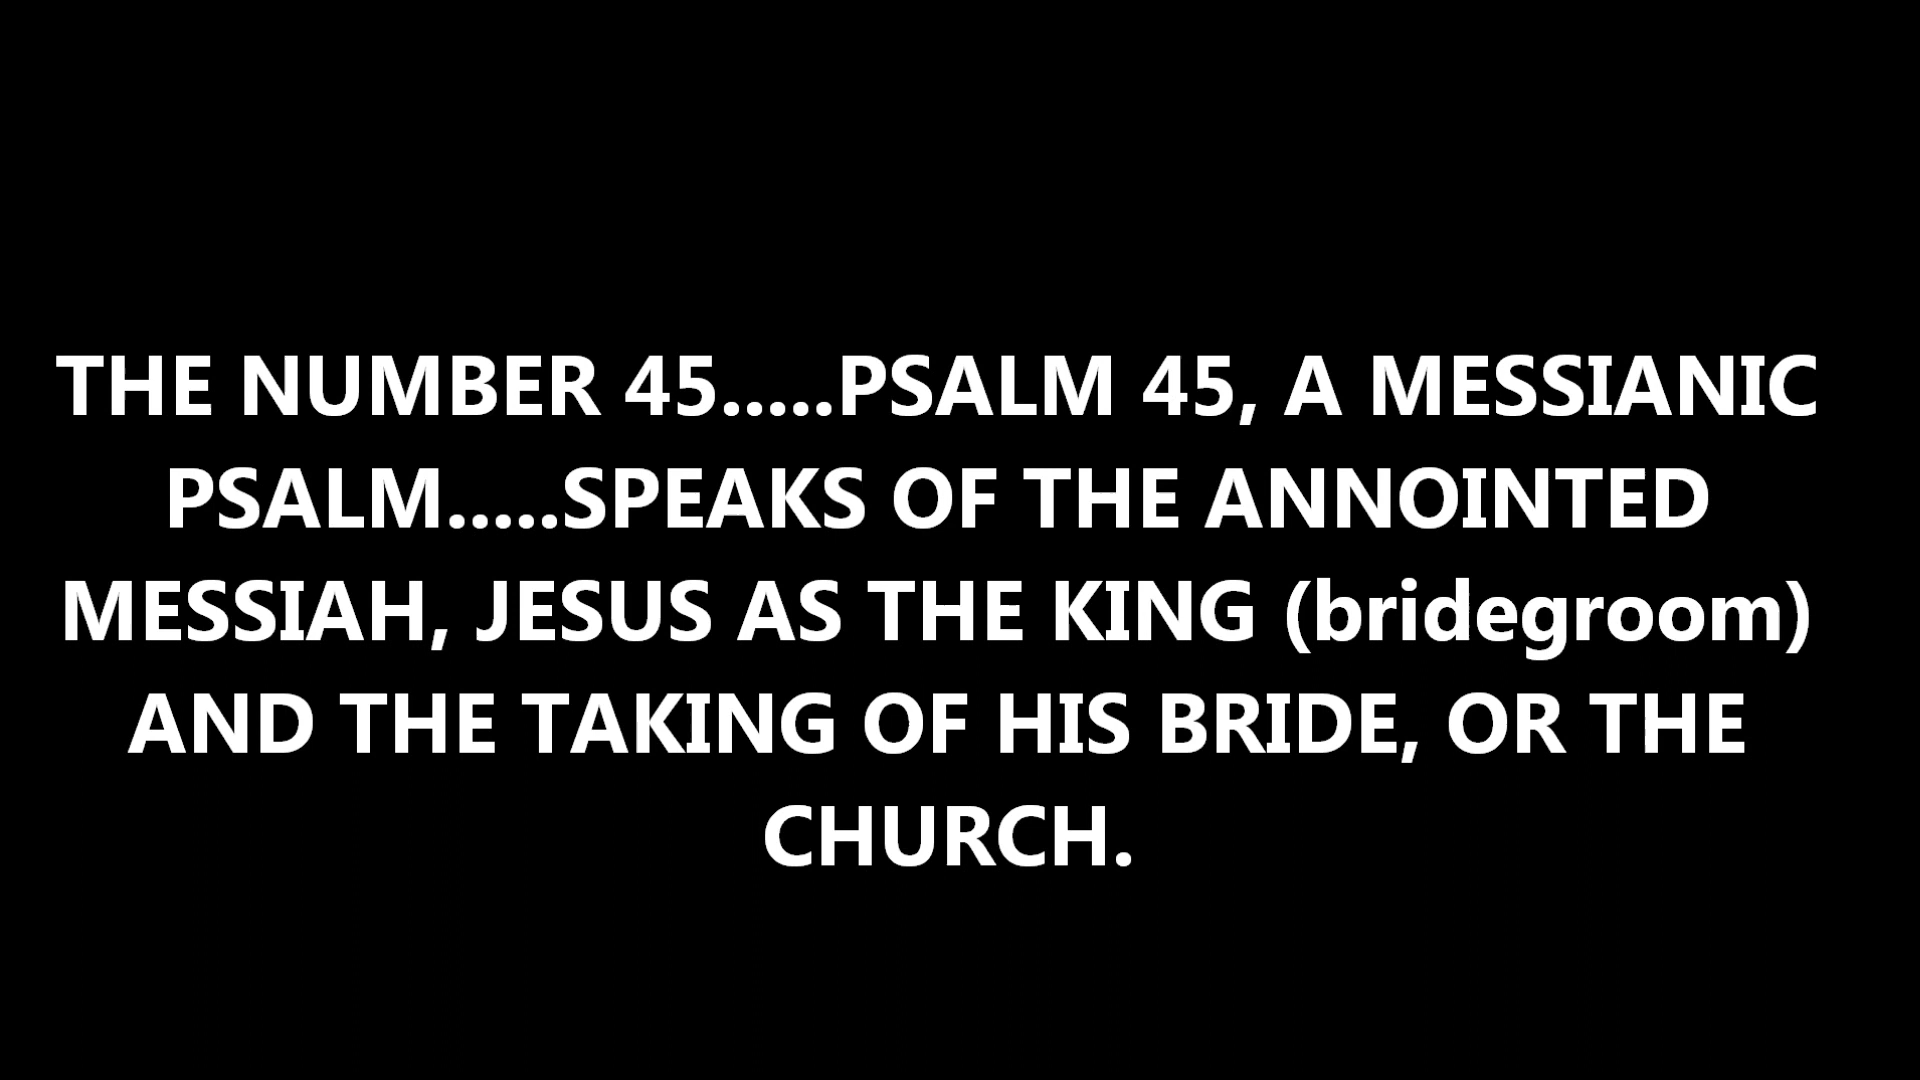 THE NUMBER 45.....PSALM 45, A MESSIANIC
PSALM.....SPEAKS OF THE ANNOINTED
MESSIAH, JESUS AS THE KING (bridegroom)
AND THE TAKING OF HIS BRIDE, OR THE
CHURCH.